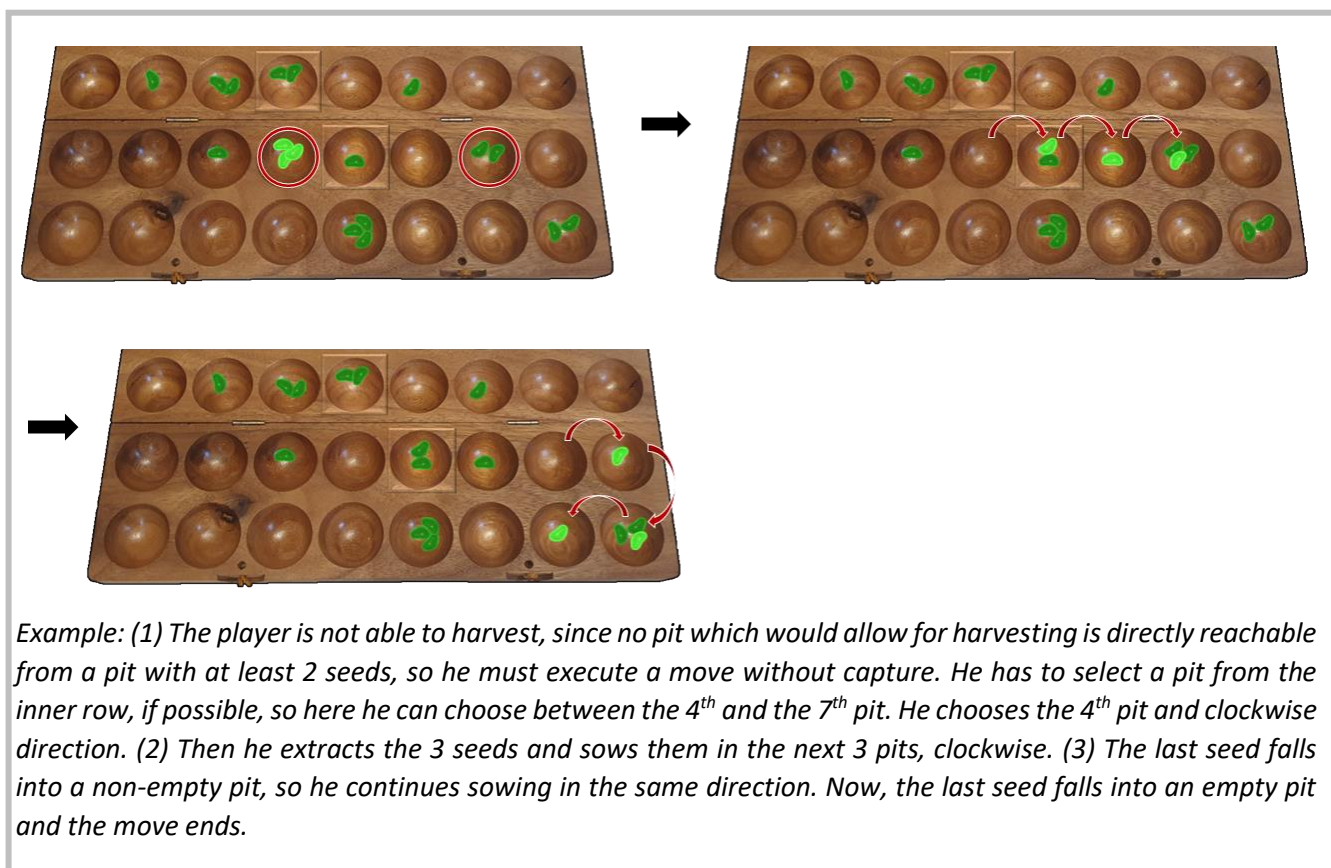 Example: (1) The player is not able to harvest, since no pit which would allow for harvesting is directly reachable
from a pit with at least 2 seeds, so he must execute a move without capture. He has to select a pit from the
inner row, if possible, so here he can choose between the 4th and the 7th pit. He chooses the 4th pit and clockwise
direction. (2) Then he extracts the 3 seeds and sows them in the next 3 pits, clockwise. (3) The last seed falls
into a non-empty pit, so he continues sowing in the same direction. Now, the last seed falls into an empty pit
and the move ends.